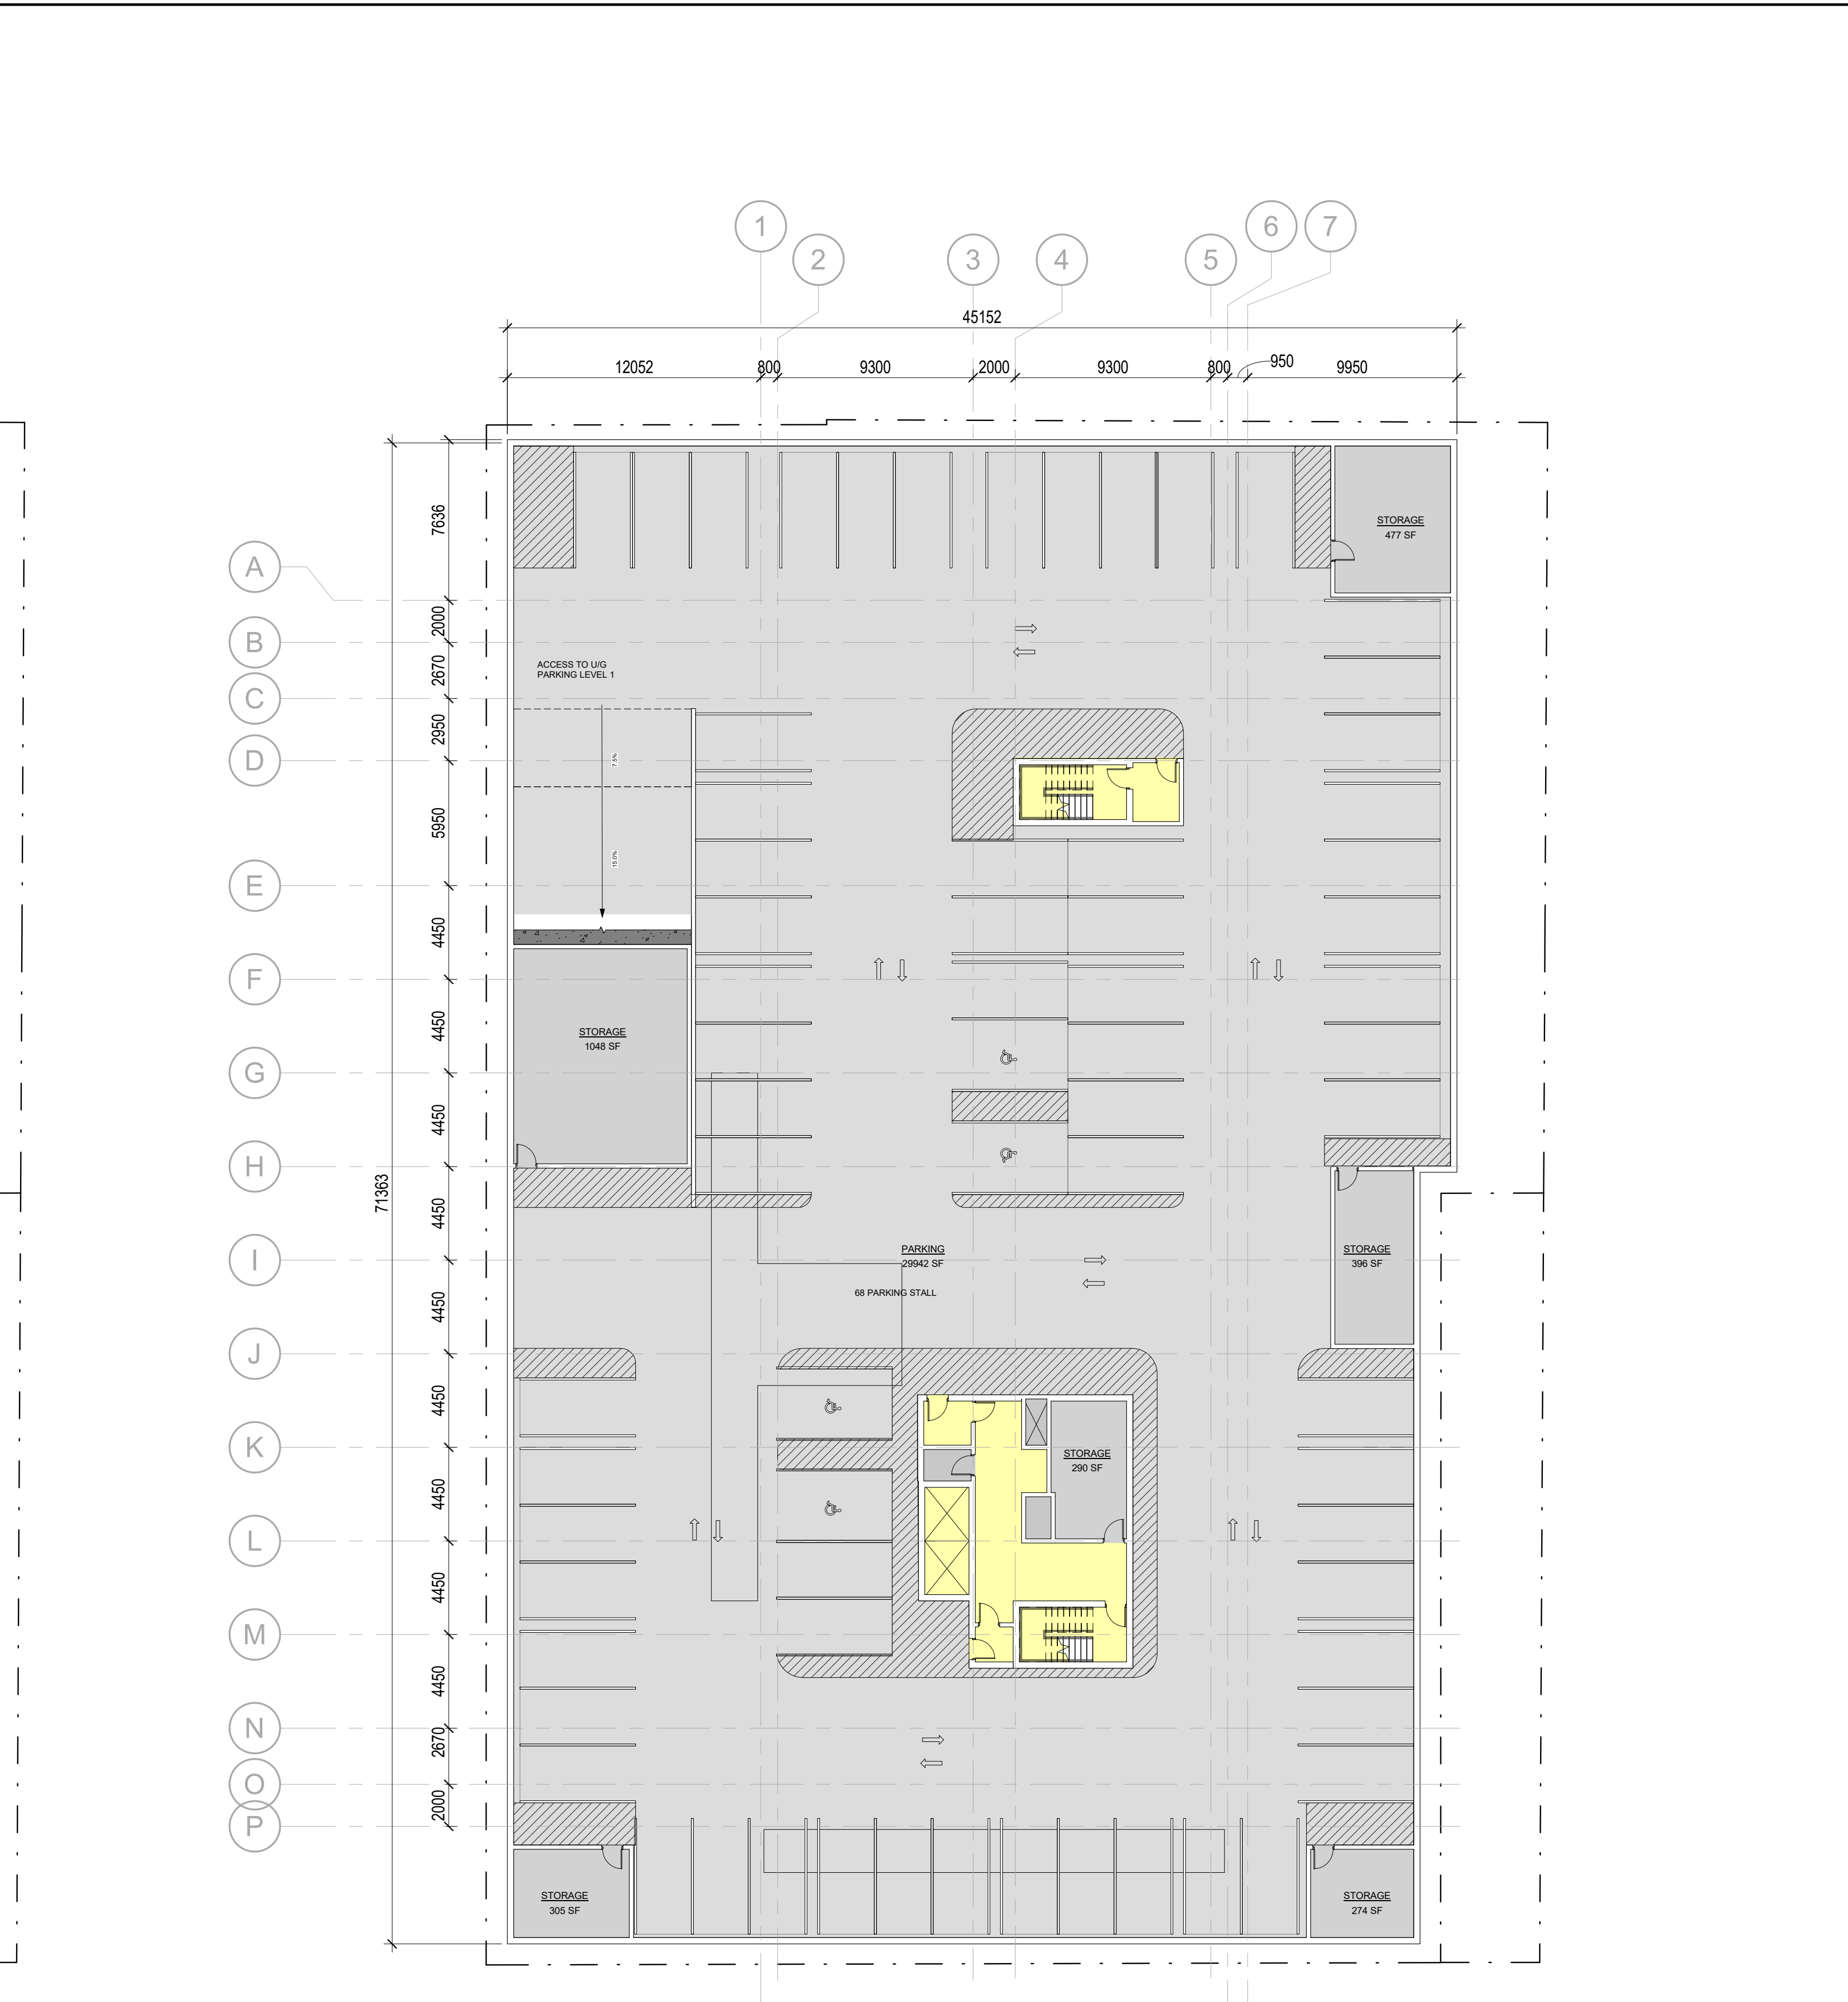 1
2
3
4
5
6
7
45152
12052
800
9300
2000
9300
800
950
9950
71363
7636
2000
2670
2950
5950
4450
4450
4450
4450
4450
4450
4450
4450
4450
2670
2000
A
B
C
D
E
F
G
H
I
J
K
L
M
N
O
P
STORAGE
477 SF
ACCESS TO U/G
PARKING LEVEL 1
7.5%
15.0%
STORAGE
1048 SF
PARKING
29942 SF
68 PARKING STALL
STORAGE
396 SF
STORAGE
290 SF
STORAGE
305 SF
STORAGE
274 SF